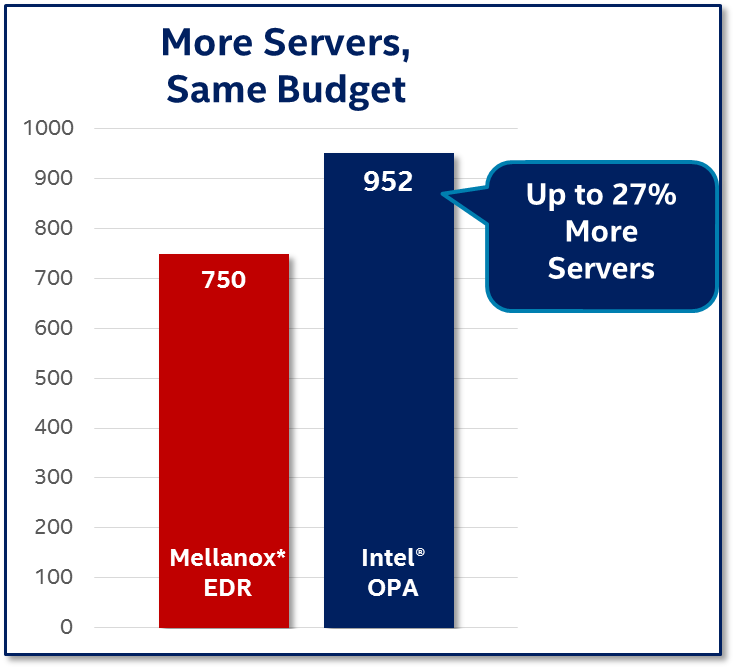 More Servers,
Same Budget
1000
900
800
700
600
500
400
300
200
100
0
750
Mellanox*
EDR
952
Intel®
OPA
Up to 27%
More
Servers